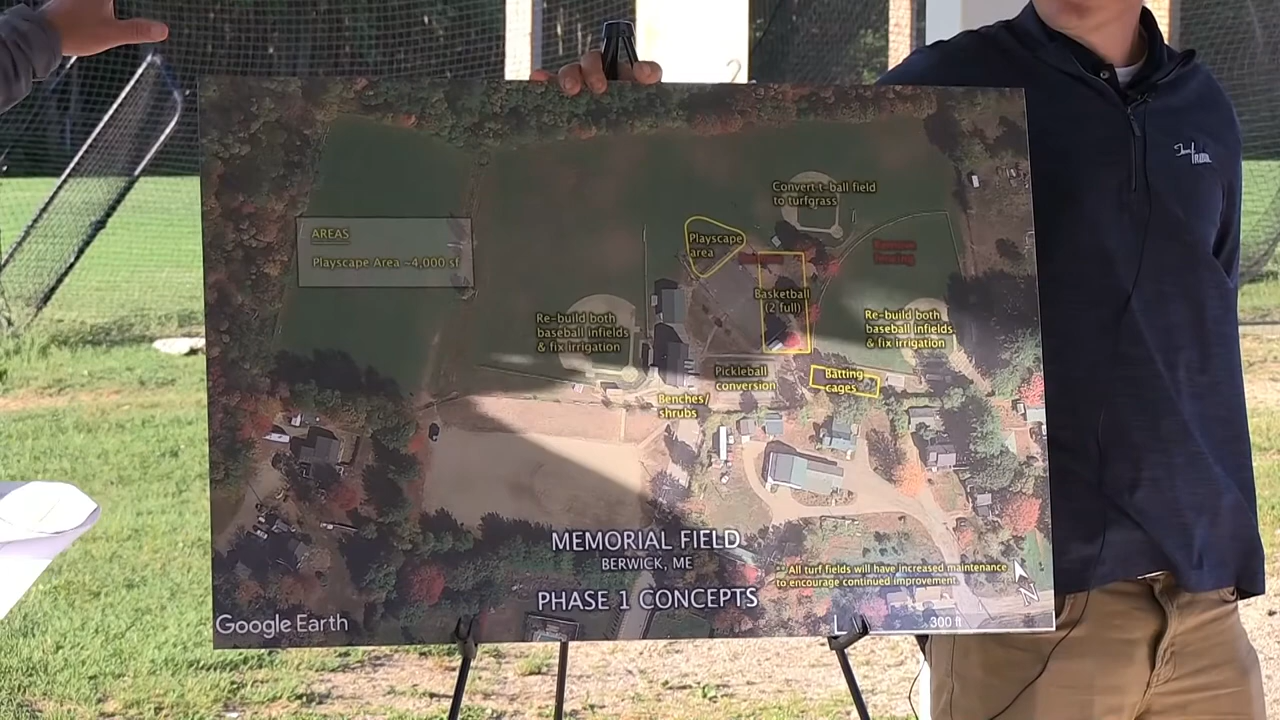 Convert t-ball field
to turfgrass
AREAS
Playscape Area ~4,000 sf
Playscape
area
Basketball
(2 full)
Re-build both
baseball infields
& fix irrigation
Re-build both
baseball infields
& fix irrigation
Pickleball
conversion
Batting
cages
Benches/
shrubs
MEMORIAL FIELD
BERWICK, ME
PHASE 1 CONCEPTS
** All turf fields will have increased maintenance
to encourage continued improvement.
N
Google Earth
300 ft